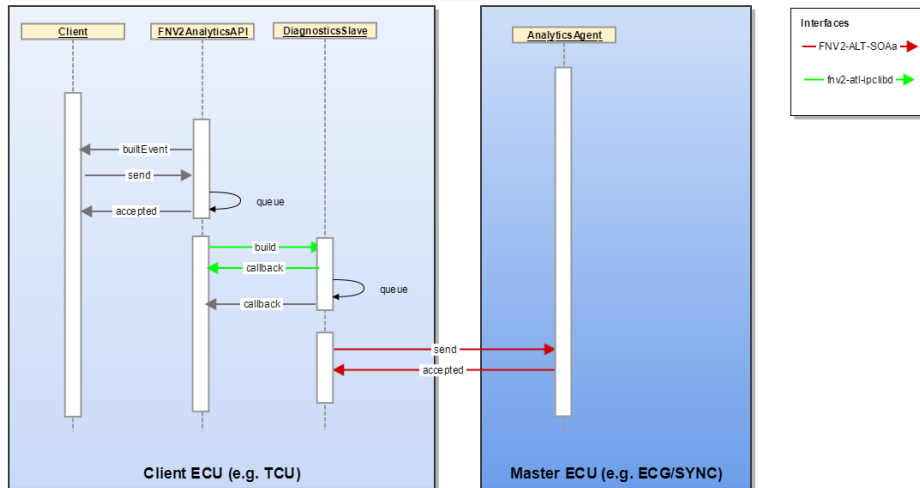 Client
FNV2AnalyticsAPI
DiagnosticsSlave
AnalyticsAgent
Interfaces
FNV2-ALT-SOAa
fnv2-atl-ipclibd
builtEvent
send
queue
accepted
build
callback
queue
callback
send
accepted
Client ECU (e.g. TCU)
Master ECU (e.g. ECG/SYNC)